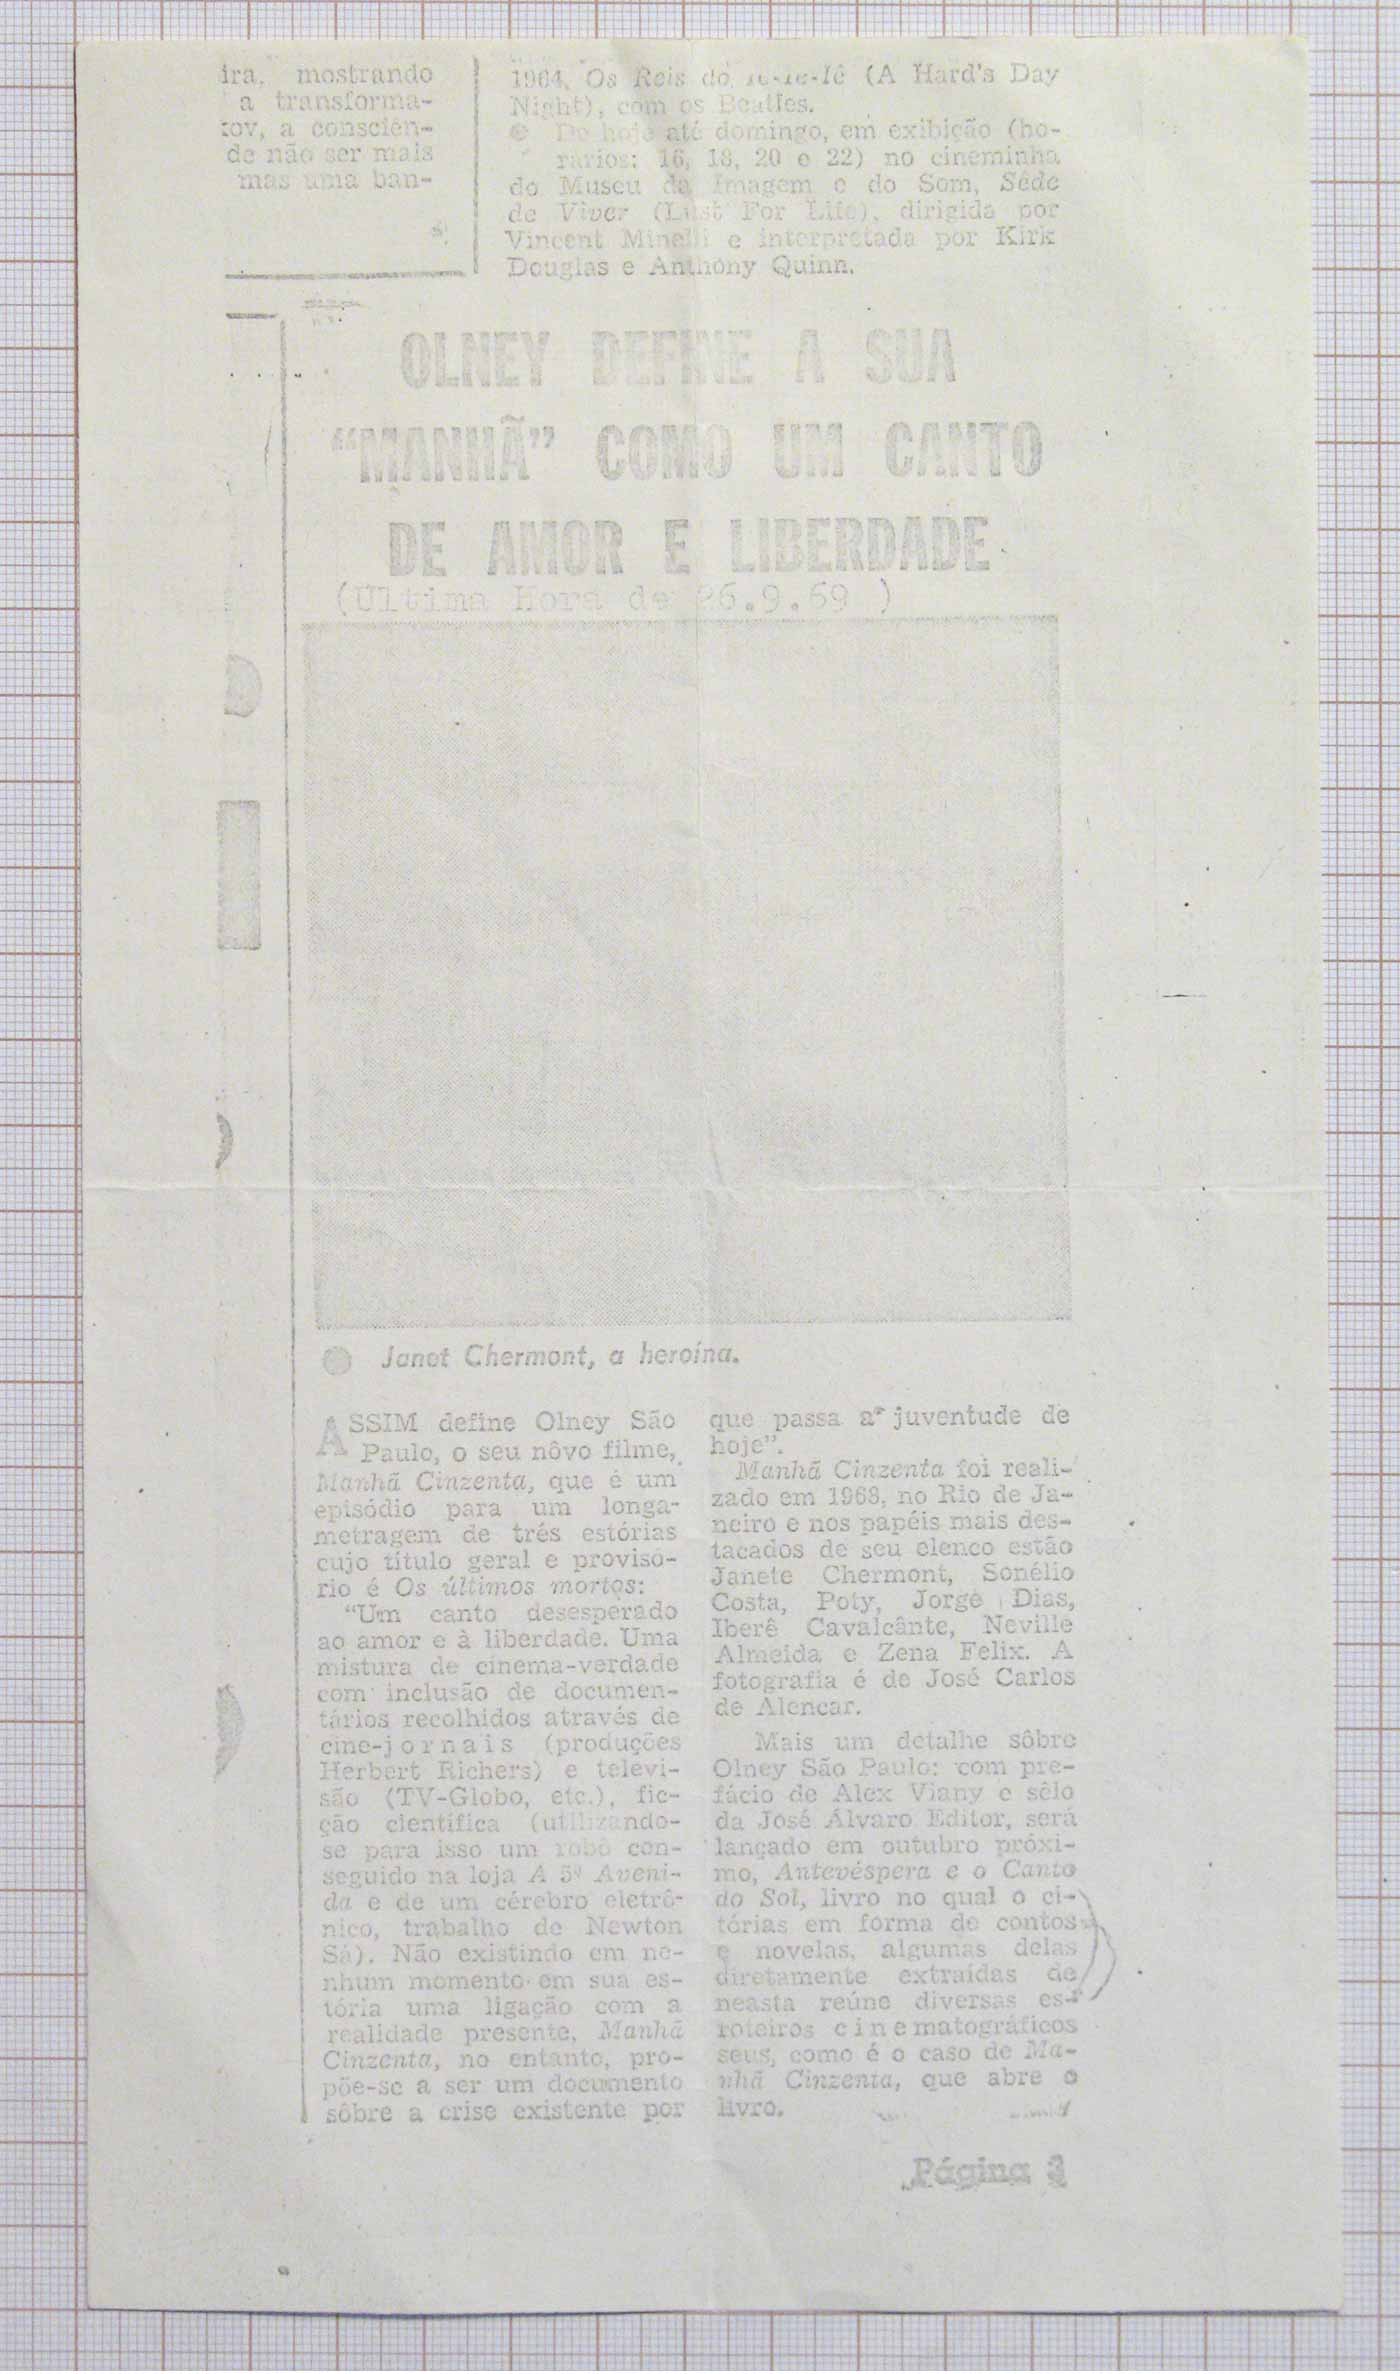 ira, mostrando
a transforma-
tov, a consciên-
de não ser mais
mas uma ban-
1964, Os Reis do Iê-Iê-Iê (A Hard's Day
Night), com os Beatles.
De hoje até domingo, em exibição (ho-
rários: 16, 18, 20 e 22) no cineminha
do Museu da Imagem e do Som, Sêde
de Viver (Lust For Life), dirigida por
Vincent Minelli e interpretada por Kirk
Douglas e Anthony Quinn.
OLNEY DEFINE A SUA
“MANHÔ COMO UM CANTO
DE AMOR E LIBERDADE
(Ultima Hora de 26.9.69 )
Janet Chermont, a heroína.
ASSIM define Olney São
Paulo, o seu nôvo filme,
Manhã Cinzenta, que é um
episódio para um longa-
metragem de três estórias
cujo título geral e provisó-
rio é Os últimos mortos:
“Um canto desesperado
ao amor e à liberdade. Uma
mistura de cinema-verdade
com inclusão de documen-
tários recolhidos através de
cine-jornais (produções
Herbert Richers) e televi-
são (TV-Globo, etc.), fic-
ção científica (utilizando-
se para isso um robô con-
seguido na loja A 5ª Aveni-
da e de um cérebro eletrô-
nico, trabalho de Newton
Sá). Não existindo em ne-
nhum momento em sua es-
tória uma ligação com a
realidade presente, Manhã
Cinzenta, no entanto, pro-
põe-se a ser um documento
sôbre a crise existente por
que passa a juventude de
hoje”.
Manhã Cinzenta foi reali-
zado em 1968, no Rio de Ja-
neiro e nos papéis mais des-
tacados de seu elenco estão
Janete Chermont, Sonélio
Costa, Poty, Jorge Dias,
Iberê Cavalcânte, Neville
Almeida e Zena Felix. A
fotografia é de José Carlos
de Alencar.
Mais um detalhe sôbre
Olney São Paulo: com pre-
fácio de Alex Viany e sêlo
da José Álvaro Editor, será
lançado em outubro próxi-
mo, Antevéspera e o Canto
do Sol, livro no qual o ci-
tórias em forma de contos
e novelas, algumas delas
diretamente extraídas de
neasta reúne diversas es-
roteiros cinematográficos
seus, como é o caso de Ma-
nhã Cinzenta, que abre o
livro.
Página 3